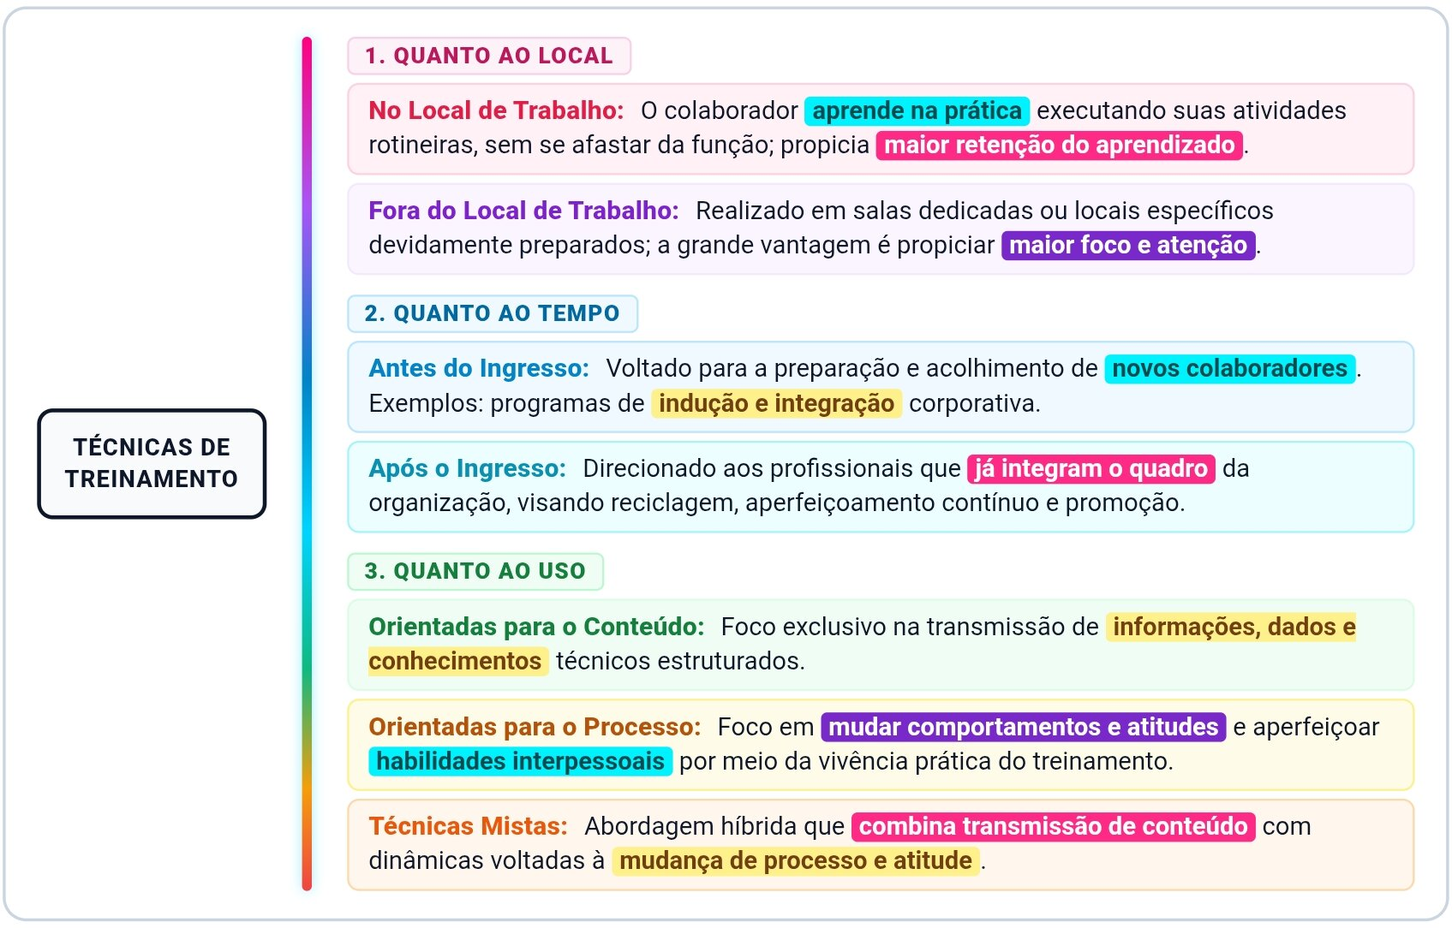 TÉCNICAS DE
TREINAMENTO
1. QUANTO AO LOCAL
No Local de Trabalho: O colaborador aprende na prática executando suas atividades
rotineiras, sem se afastar da função; propicia maior retenção do aprendizado.
Fora do Local de Trabalho: Realizado em salas dedicadas ou locais específicos
devidamente preparados; a grande vantagem é propiciar maior foco e atenção.
2. QUANTO AO TEMPO
Antes do Ingresso: Voltado para a preparação e acolhimento de novos colaboradores.
Exemplos: programas de indução e integração corporativa.
Após o Ingresso: Direcionado aos profissionais que já integram o quadro da
organização, visando reciclagem, aperfeiçoamento contínuo e promoção.
3. QUANTO AO USO
Orientadas para o Conteúdo: Foco exclusivo na transmissão de informações, dados e
conhecimentos técnicos estruturados.
Orientadas para o Processo: Foco em mudar comportamentos e atitudes e aperfeiçoar
habilidades interpessoais por meio da vivência prática do treinamento.
Técnicas Mistas: Abordagem híbrida que combina transmissão de conteúdo com
dinâmicas voltadas à mudança de processo e atitude.